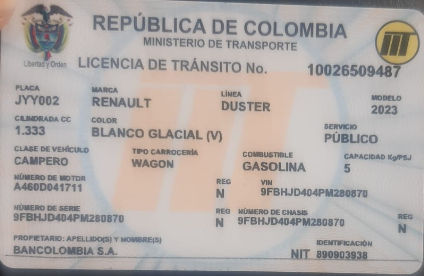 REPÚBLICA DE COLOMBIA
MINISTERIO DE TRANSPORTE
Libertad y Orden
LICENCIA DE TRÁNSITO No. 10026509487
PLACA MARCA LÍNEA MODELO
JYY002 RENAULT DUSTER 2023
CILINDRADA CC COLOR SERVICIO
1.333 BLANCO GLACIAL (V) PÚBLICO
CLASE DE VEHÍCULO TIPO CARROCERÍA COMBUSTIBLE CAPACIDAD Kg/PSJ
CAMPERO WAGON GASOLINA 5
NÚMERO DE MOTOR REG VIN
A460D041711 N 9FBHJD404PM280870
NÚMERO DE SERIE REG NÚMERO DE CHASIS REG
9FBHJD404PM280870 N 9FBHJD404PM280870 N
PROPIETARIO: APELLIDO(S) Y NOMBRE(S) IDENTIFICACIÓN
BANCOLOMBIA S.A. NIT 890903938